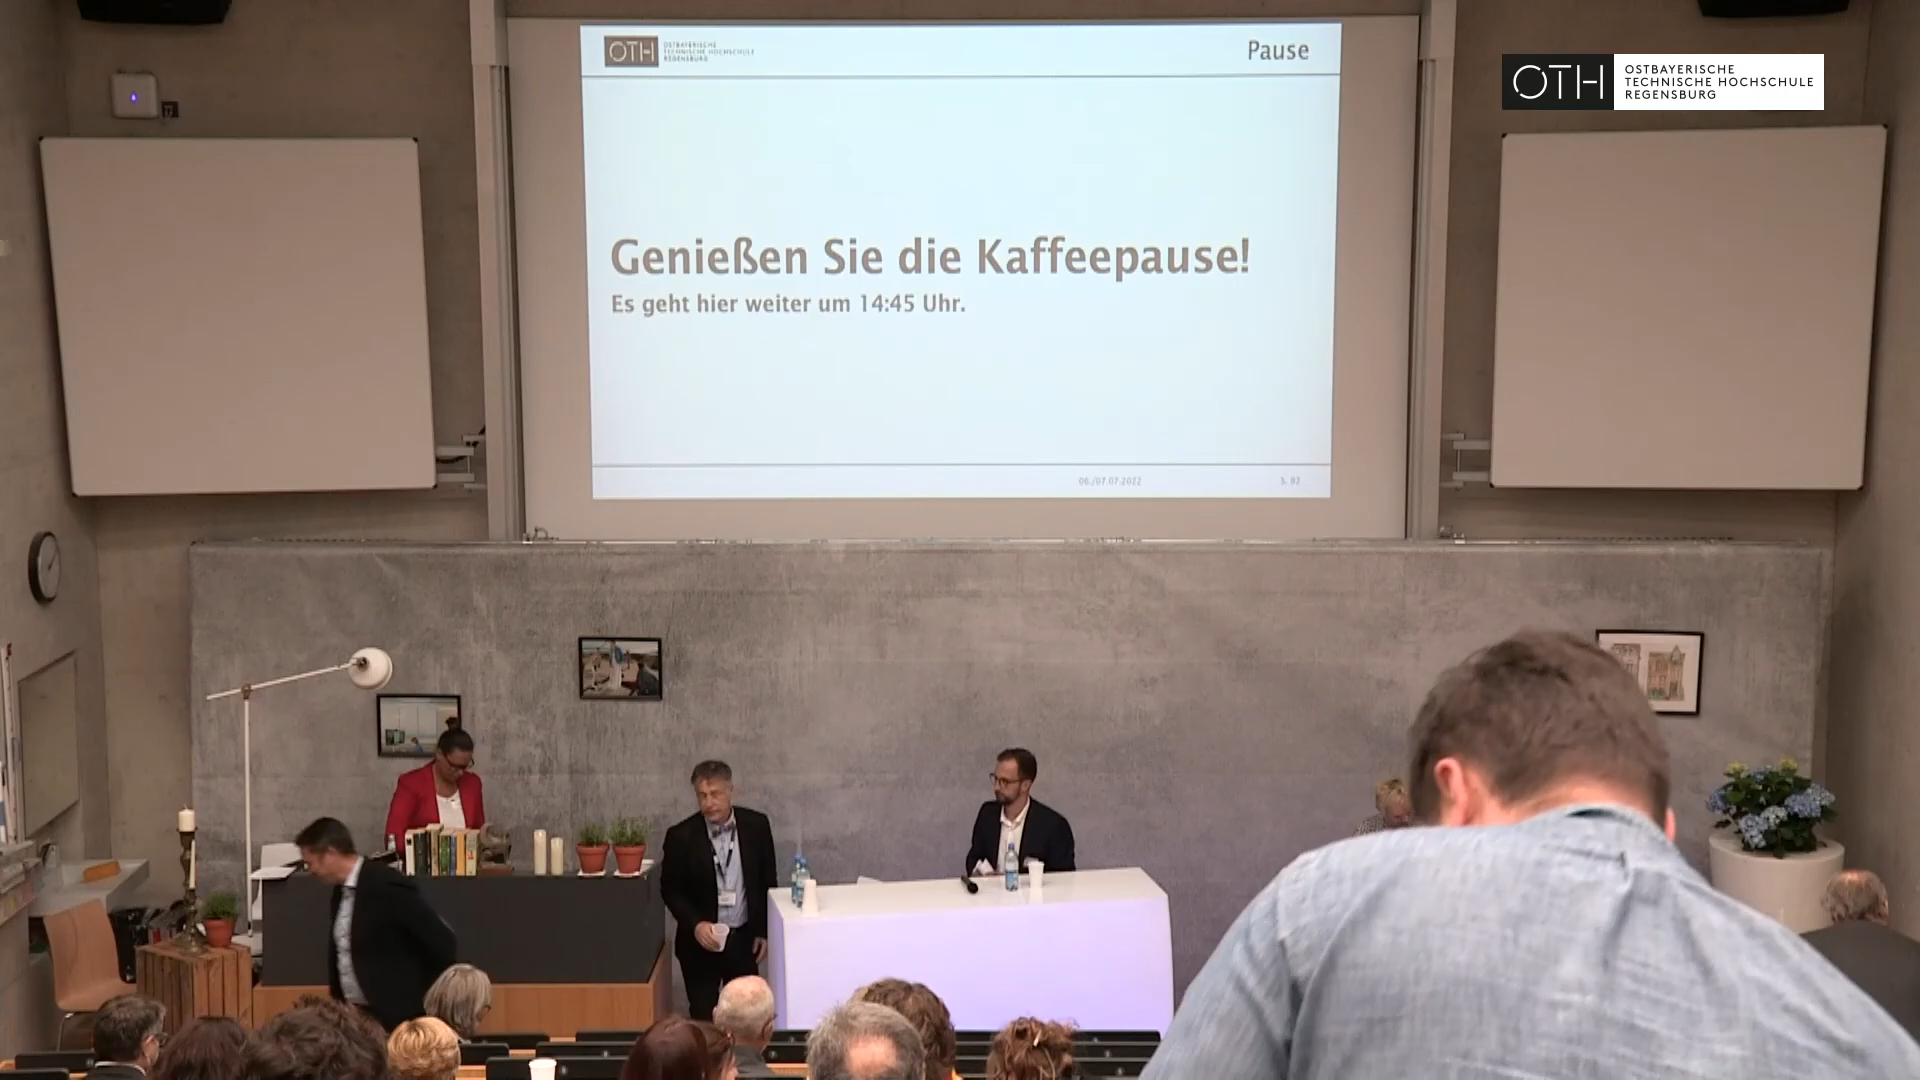 OTH
OSTBAYERISCHE
TECHNISCHE HOCHSCHULE
REGENSBURG
Pause
Genießen Sie die Kaffeepause!
Es geht hier weiter um 14:45 Uhr.
06./07.07.2022
S. 82
OTH
OSTBAYERISCHE
TECHNISCHE HOCHSCHULE
REGENSBURG